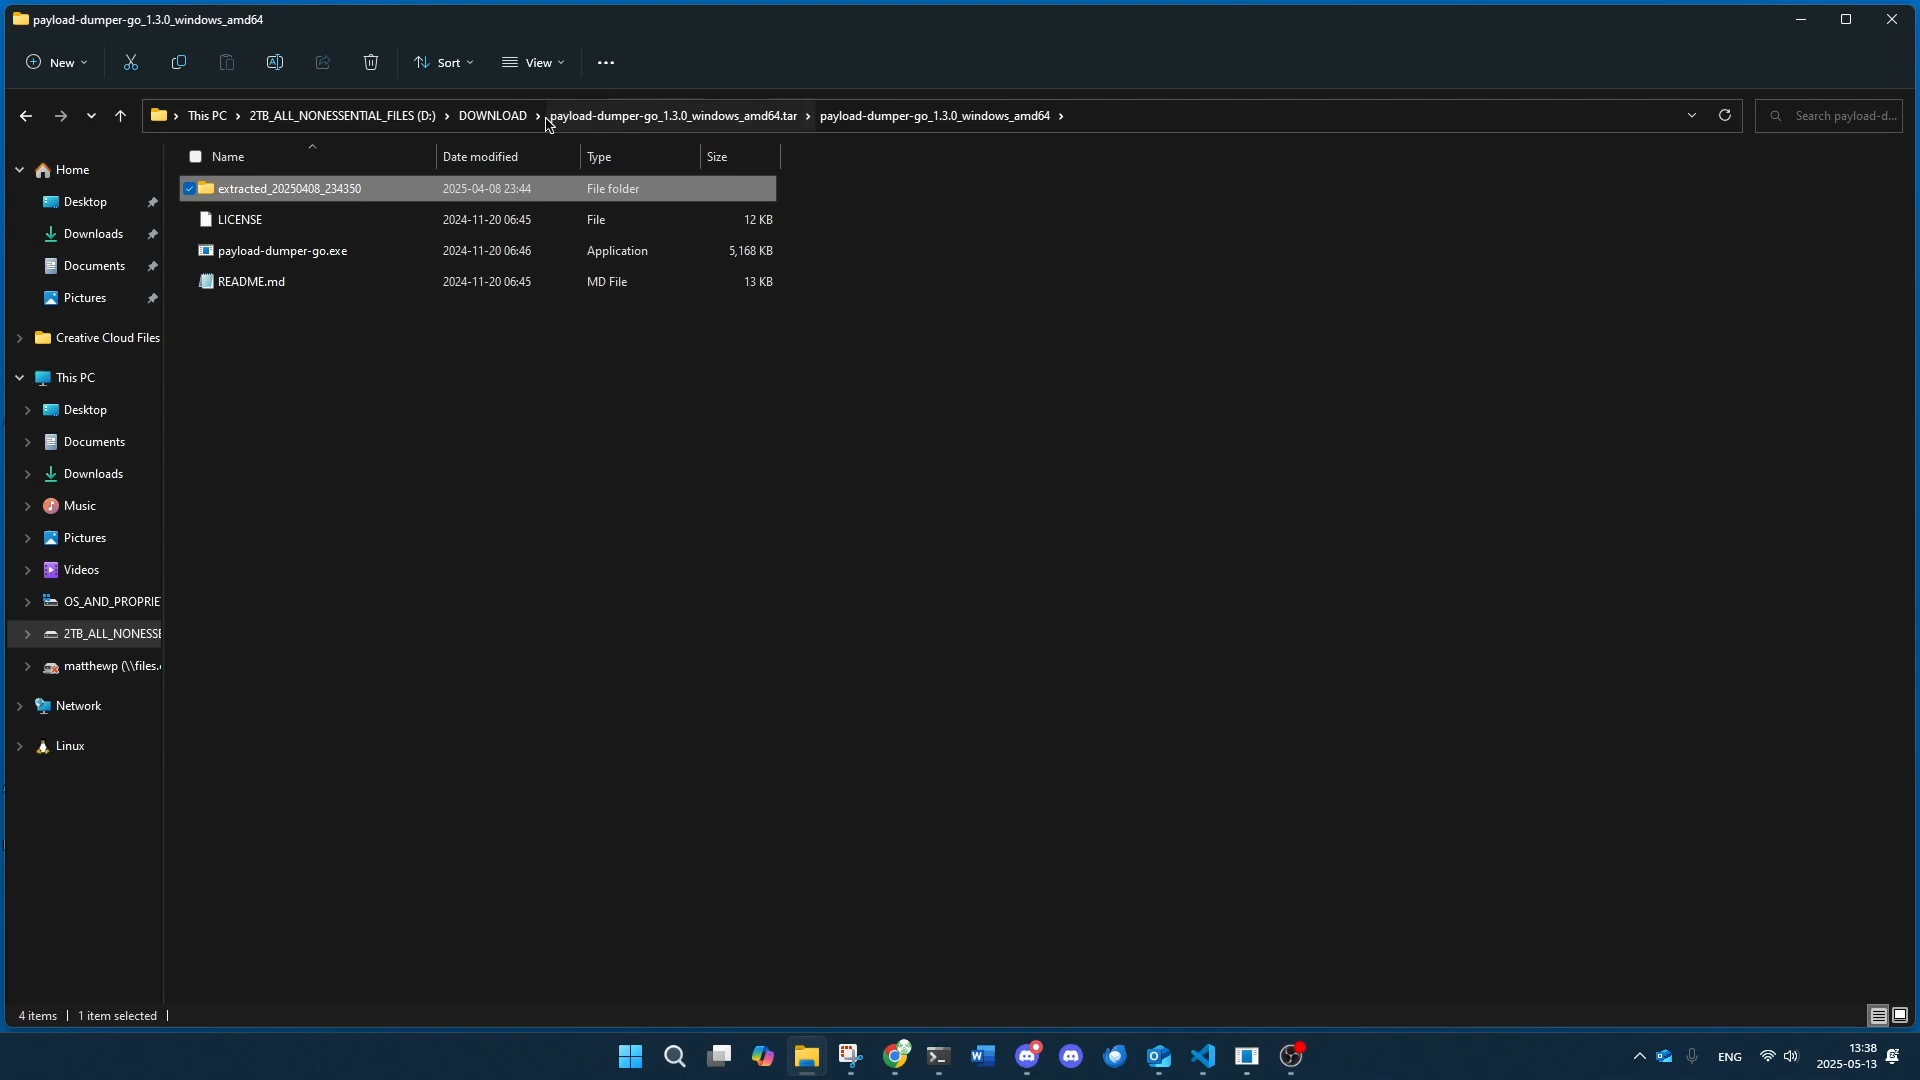 payload-dumper-go_1.3.0_windows_amd64
New
Sort
View
This PC
2TB_ALL_NONESSENTIAL_FILES (D:)
DOWNLOAD
payload-dumper-go_1.3.0_windows_amd64.tar
payload-dumper-go_1.3.0_windows_amd64
Search payload-d...
Name
Date modified
Type
Size
extracted_20250408_234350
2025-04-08 23:44
File folder
LICENSE
2024-11-20 06:45
File
12 KB
payload-dumper-go.exe
2024-11-20 06:46
Application
5,168 KB
README.md
2024-11-20 06:45
MD File
13 KB
Home
Desktop
Downloads
Documents
Pictures
Creative Cloud Files
This PC
Desktop
Documents
Downloads
Music
Pictures
Videos
OS_AND_PROPRIE
2TB_ALL_NONESSE
matthewp (\\files.
Network
Linux
4 items
1 item selected
ENG
13:38
2025-05-13